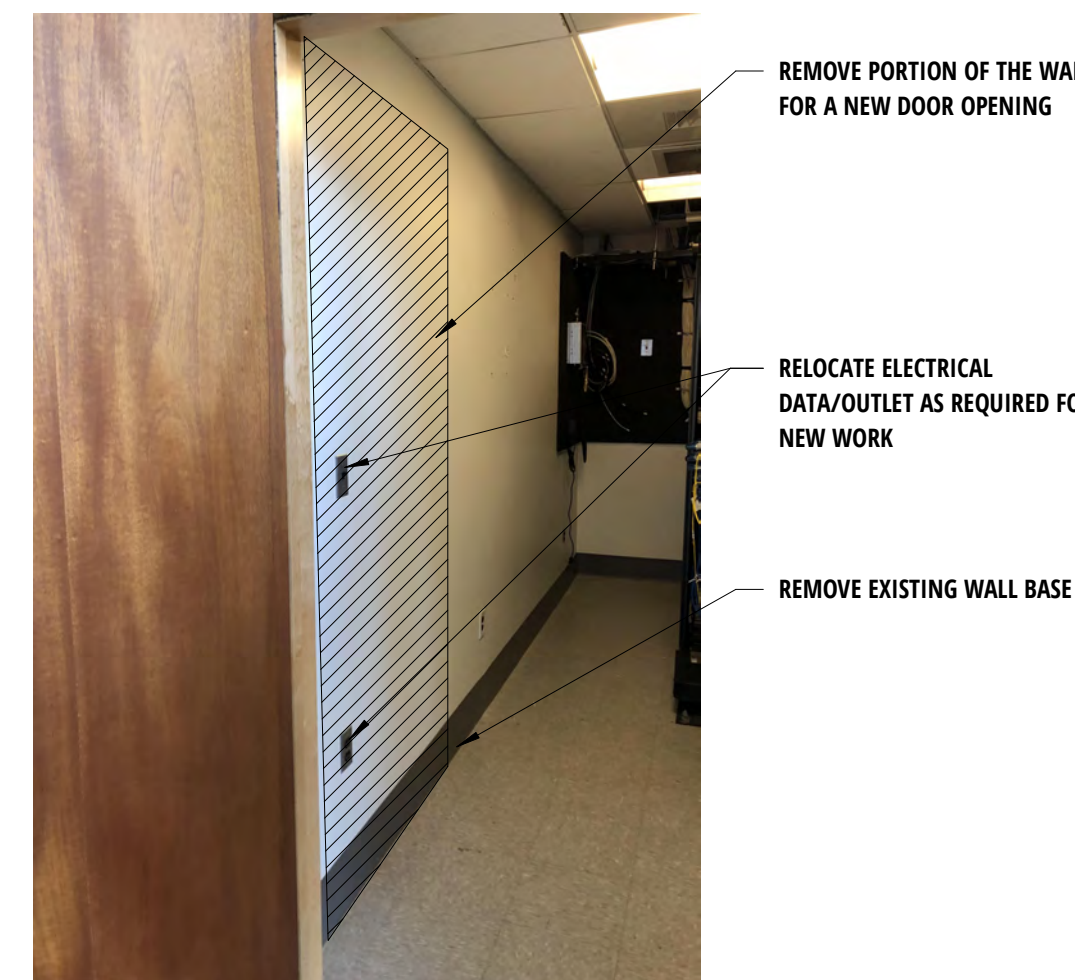 REMOVE PORTION OF THE WAL
FOR A NEW DOOR OPENING
RELOCATE ELECTRICAL
DATA/OUTLET AS REQUIRED FO
NEW WORK
REMOVE EXISTING WALL BASE